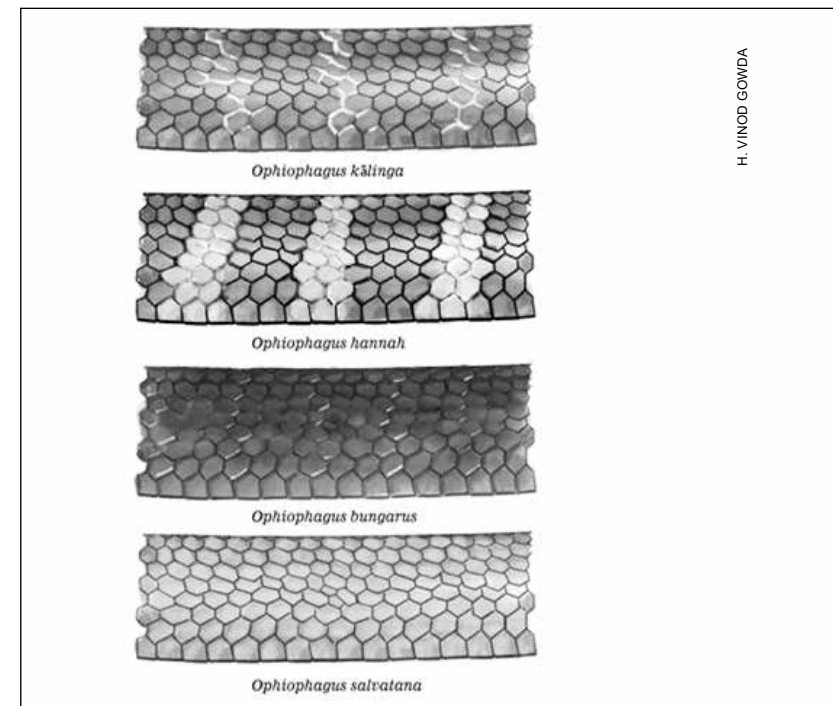 Ophiophagus kālinga
Ophiophagus hannah
Ophiophagus bungarus
Ophiophagus salvatana
H. VINOD GOWDA